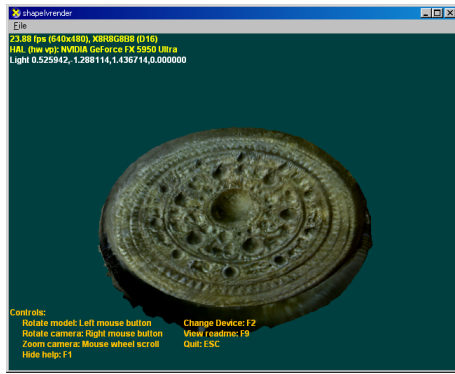 shapelvrender
File
23.88 fps (640x480), X8R8G8B8 (D16)
HAL (hw vp): NVIDIA GeForce FX 5950 Ultra
Light 0.525942,-1.288114,1.436714,0.000000
Controls:
Rotate model: Left mouse button Change Device: F2
Rotate camera: Right mouse button View readme: F9
Zoom camera: Mouse wheel scroll Quit: ESC
Hide help: F1